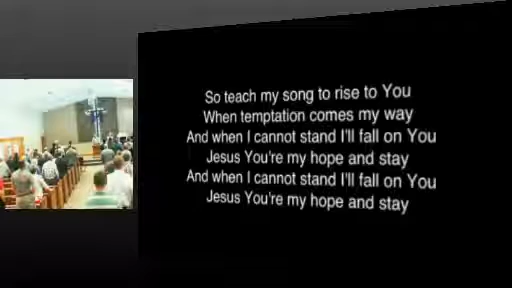 So teach my song to rise to You
When temptation comes my way
And when I cannot stand I'll fall on You
Jesus You're my hope and stay
And when I cannot stand I'll fall on You
Jesus You're my hope and stay